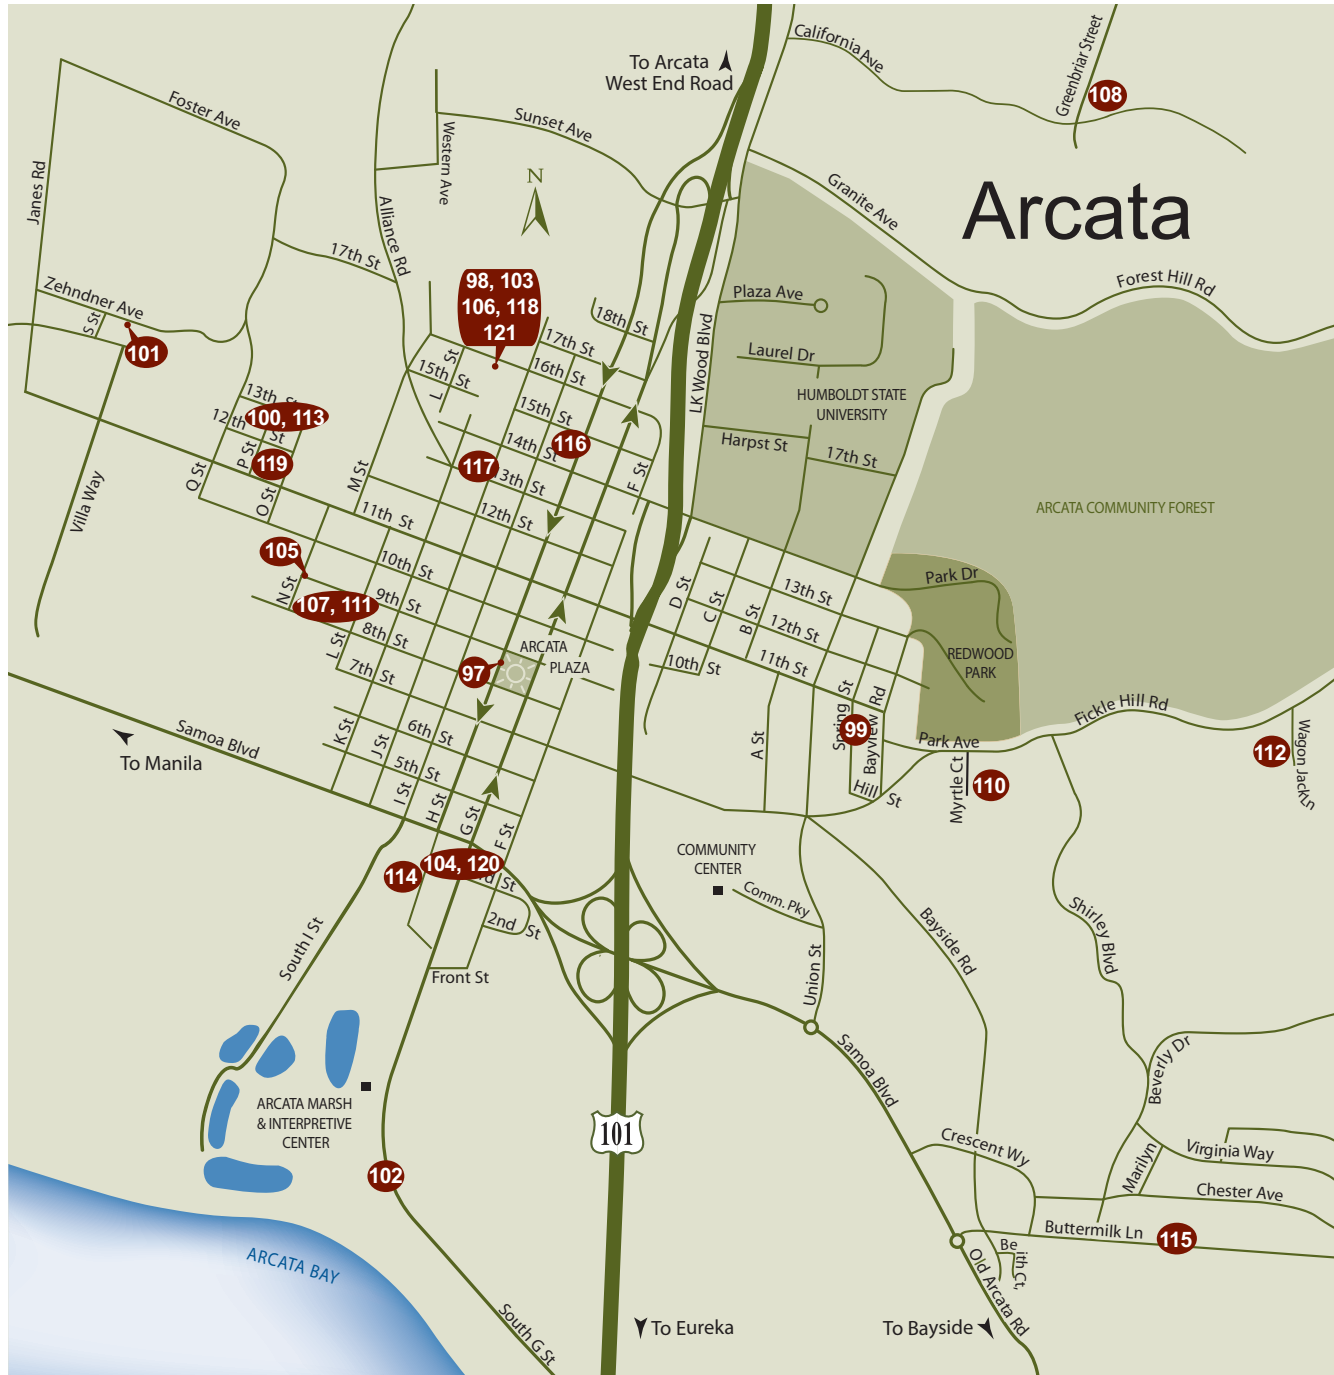 California Ave
Greenbriar Street
To Arcata
West End Road
108
Foster Ave
Sunset Ave
Western Ave
Janes Rd
N
Granite Ave
Arcata
Alliance Rd
17th St
Forest Hill Rd
98, 103
106, 118
121
Zehndner Ave
S St
101
Plaza Ave
18th St
LK Wood Blvd
17th St
16th St
15th St
L St
Laurel Dr
HUMBOLDT STATE
UNIVERSITY
13th St
100, 113
12th St
15th St
14th St
116
Harpst St
17th St
119
P St
Q St
O St
M St
117
13th St
F St
Villa Way
11th St
12th St
ARCATA COMMUNITY FOREST
105
10th St
Park Dr
N St
107, 111
9th St
D St
C St
B St
13th St
12th St
8th St
L St
ARCATA
PLAZA
97
7th St
10th St
11th St
REDWOOD
PARK
Spring St
99
Bayview Rd
Fickle Hill Rd
Samoa Blvd
To Manila
K St
J St
6th St
5th St
A St
Park Ave
Wagon Jack Ln
112
Hill St
Myrtle Ct
110
I St
H St
G St
F St
COMMUNITY
CENTER
104, 120
114
rd St
2nd St
Comm. Pky
Front St
South I St
Union St
Bayside Rd
Shirley Blvd
Samoa Blvd
Beverly Dr
ARCATA MARSH
& INTERPRETIVE
CENTER
101
102
Crescent Wy
Marilyn
Virginia Way
Chester Ave
Buttermilk Ln
115
Beith Ct,
ARCATA BAY
Old Arcata Rd
South G St
To Eureka
To Bayside